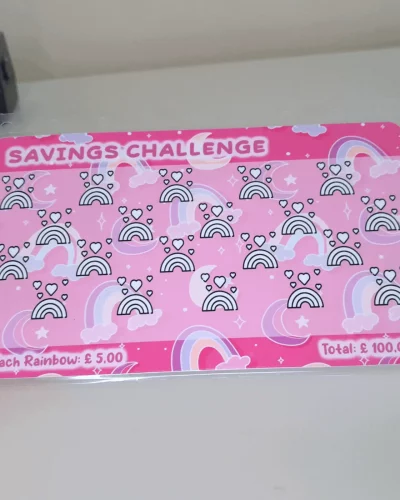 SAVINGS CHALLENGE
ach Rainbow: £ 5.00
Total: £ 100.0